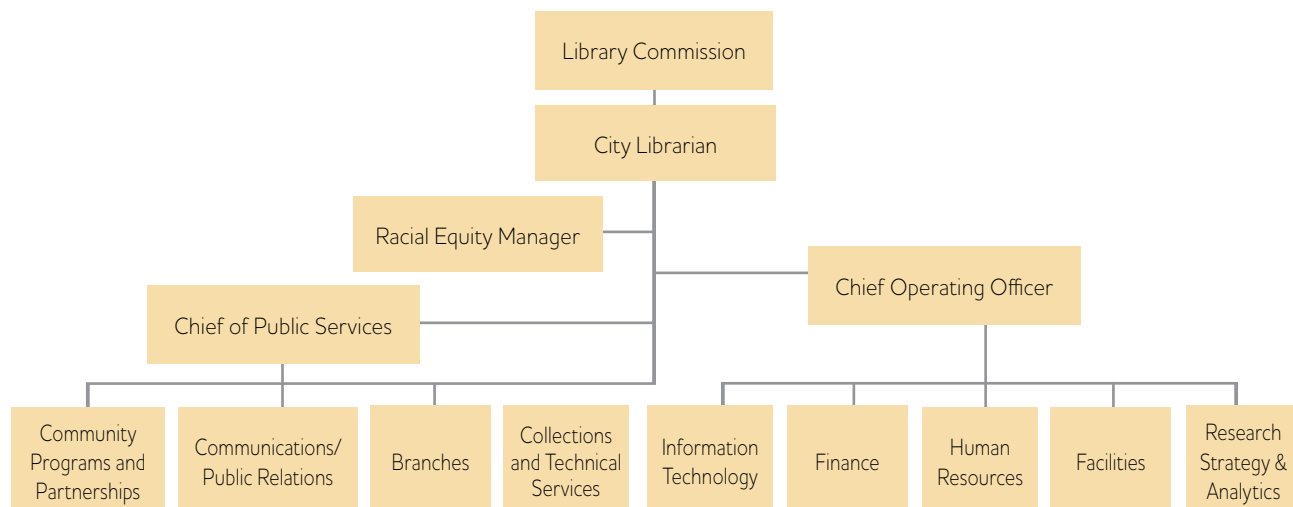 Library Commission
City Librarian
Racial Equity Manager
Chief Operating Officer
Chief of Public Services
Community
Programs and
Partnerships
Communications/
Public Relations
Branches
Collections
and Technical
Services
Information
Technology
Finance
Human
Resources
Facilities
Research
Strategy &
Analytics